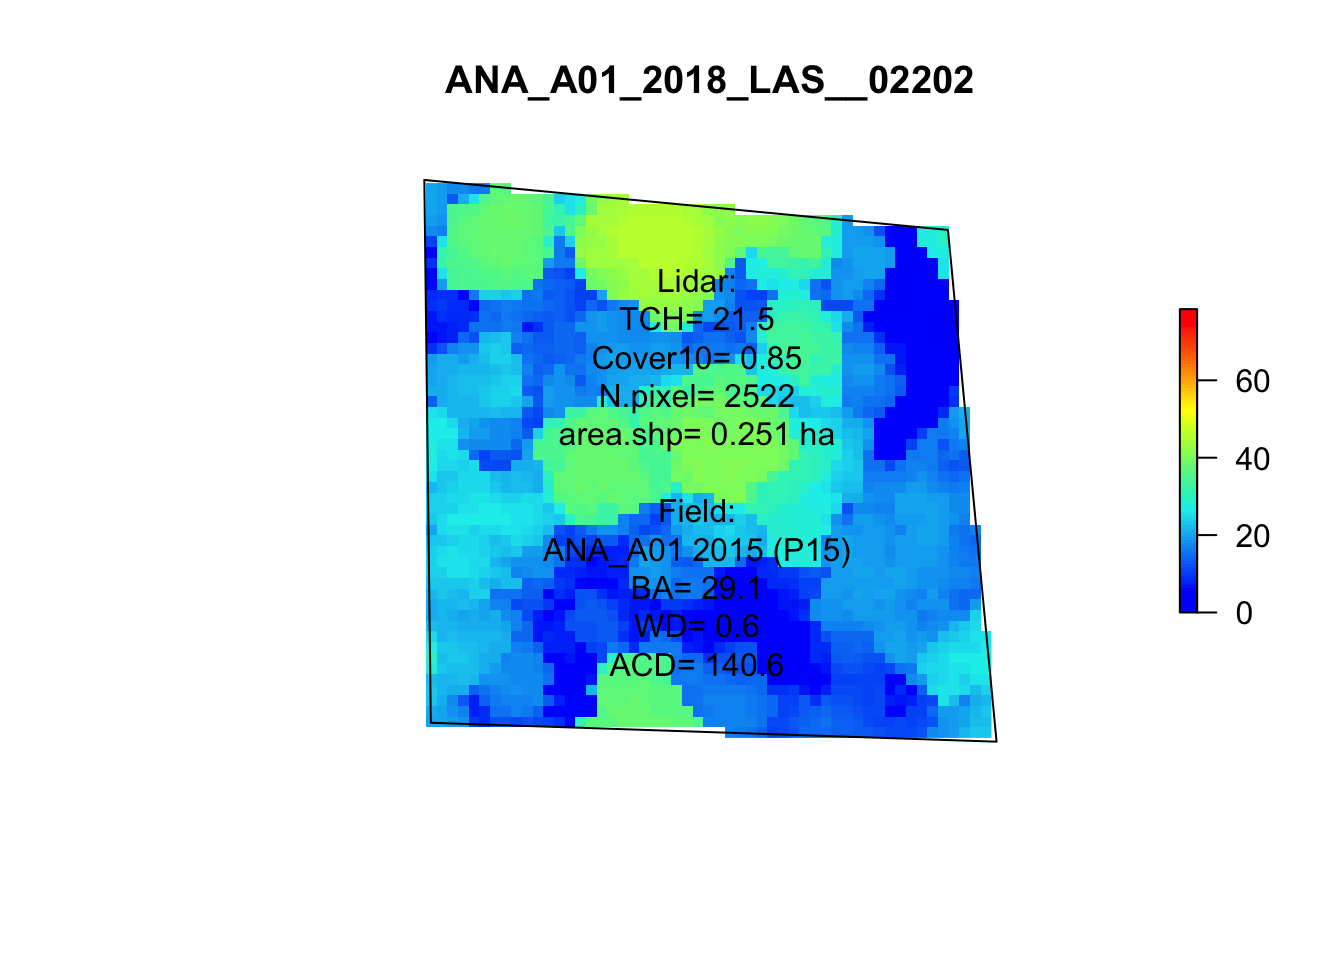 ANA_A01_2018_LAS__02202
Lidar:
TCH= 21.5
Cover10= 0.85
N.pixel= 2522
area.shp= 0.251 ha
Field:
ANA_A01 2015 (P15)
BA= 29.1
WD= 0.6
ACD= 140.6
60
40
20
0